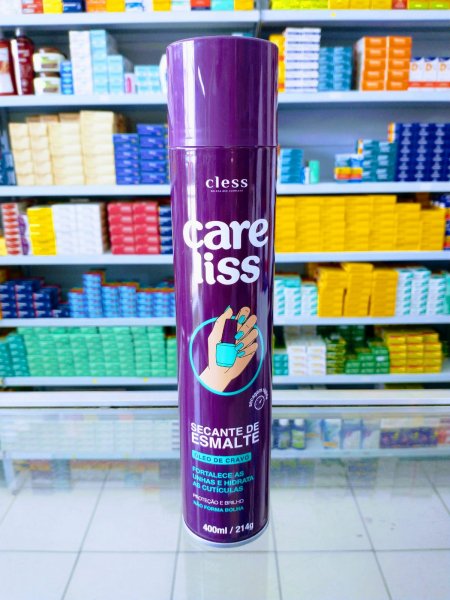 cless
care
liss
SECANTE DE
ESMALTE
ÓLEO DE CRAVO
FORTALECE AS
UNHAS E HIDRATA
AS CUTÍCULAS
PROTEÇÃO E BRILHO
NÃO FORMA BOLHA
400ml / 214g